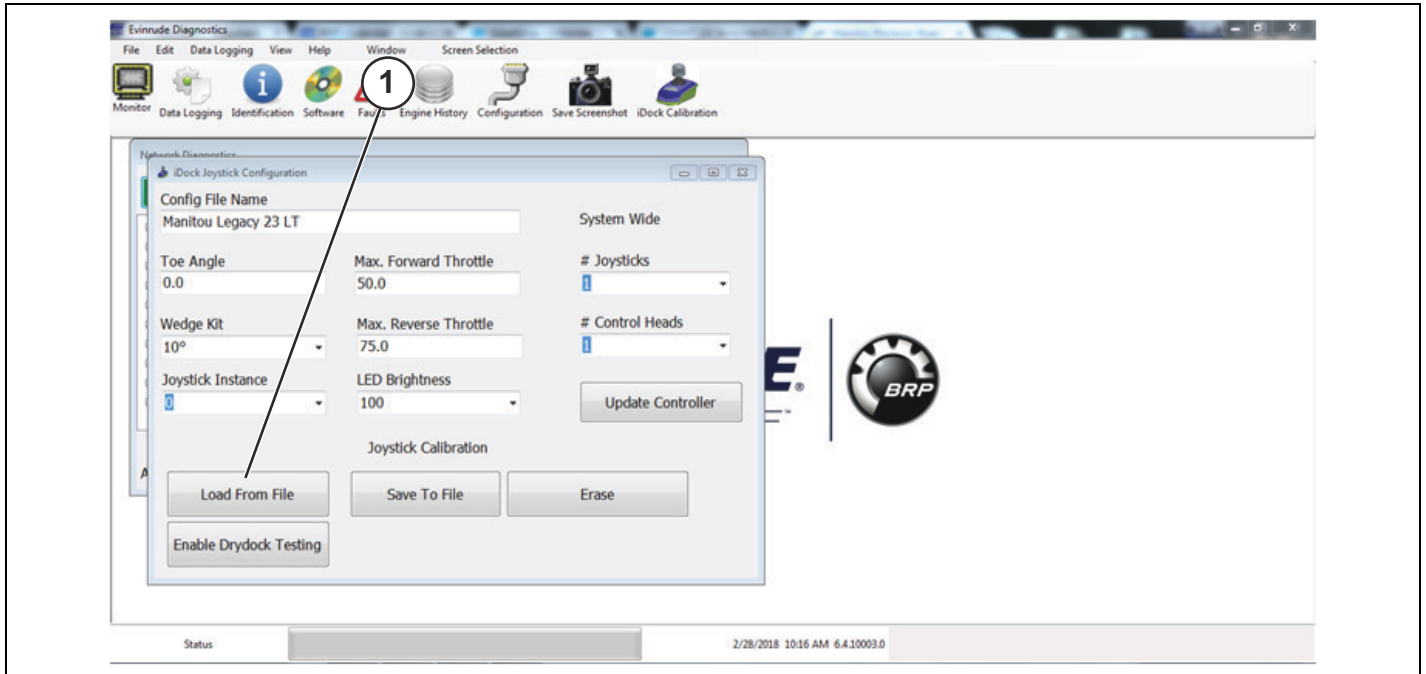 Evinrude Diagnostics
File Edit Data Logging View Help Window Screen Selection
1
Monitor Data Logging Identification Software Faults Engine History Configuration Save Screenshot iDock Calibration
Network Diagnostics
iDock Joystick Configuration
Config File Name
Manitou Legacy 23 LT
System Wide
Toe Angle Max. Forward Throttle # Joysticks
0.0 50.0 1
Wedge Kit Max. Reverse Throttle # Control Heads
10° 75.0 1
Joystick Instance LED Brightness
0 100 Update Controller
E®
BRP
Joystick Calibration
A
Load From File Save To File Erase
Enable Drydock Testing
Status 2/28/2018 10:16 AM 6.4.10003.0